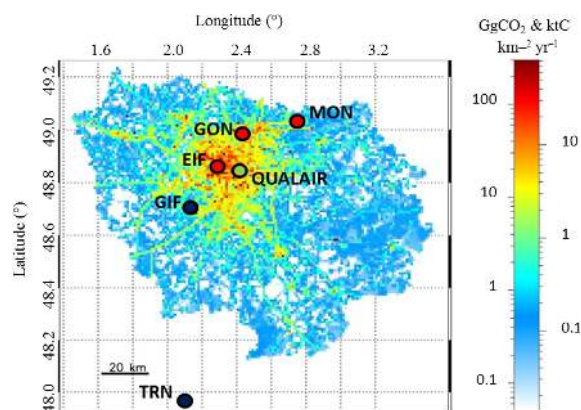 Longitude (°)
1.6 2.0 2.4 2.8 3.2
GgCO₂ & ktC
km⁻² yr⁻¹
49.2
49.0
48.8
48.6
48.4
48.2
48.0
Latitude (°)
MON
GON
EIF
QUALAIR
GIF
20 km
TRN
100
10
1
0.1
10
1
0.1